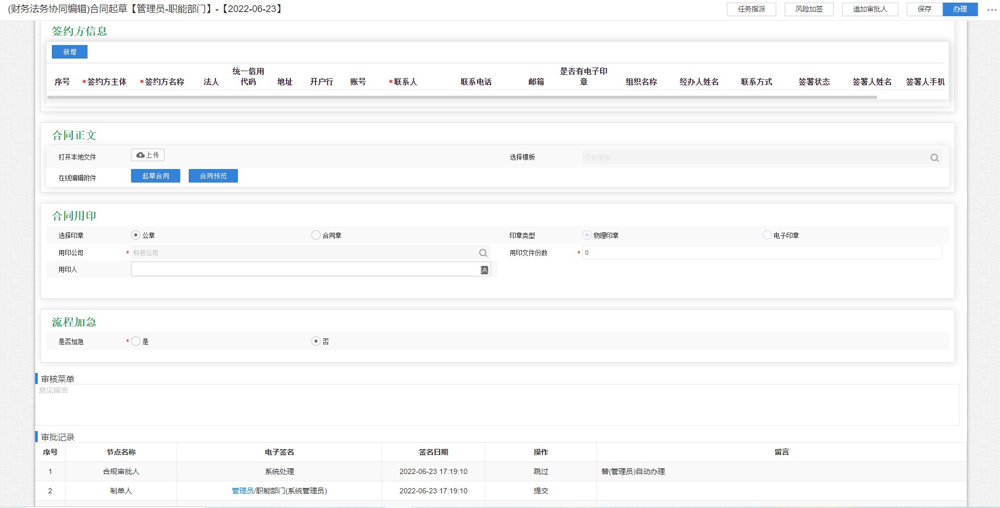 (财务法务协同编辑)合同起草【管理员-职能部门】-【2022-06-23】
任务指派 风险加签 追加审批人 保存 办理
签约方信息
新增
序号 *签约方主体 *签约方名称 法人 统一信用代码 地址 开户行 账号 *联系人 联系电话 邮箱 是否有电子印章 组织名称 经办人姓名 联系方式 签署状态 签署人姓名 签署人手机
合同正文
打开本地文件 上传 选择模板 没有模板
在线编辑附件 起草合同 合同预览
合同用印
选择印章 公章 合同章 印章类型 物理印章 电子印章
用印公司 * 科技公司 用印文件份数 * 0
用印人
流程加急
是否加急 * 是 否
审核菜单
意见留言
审批记录
序号 节点名称 电子签名 签名日期 操作 留言
1 合规审批人 系统处理 2022-06-23 17:19:10 跳过 替(管理员)自动办理
2 制单人 管理员/职能部门(系统管理员) 2022-06-23 17:19:10 提交